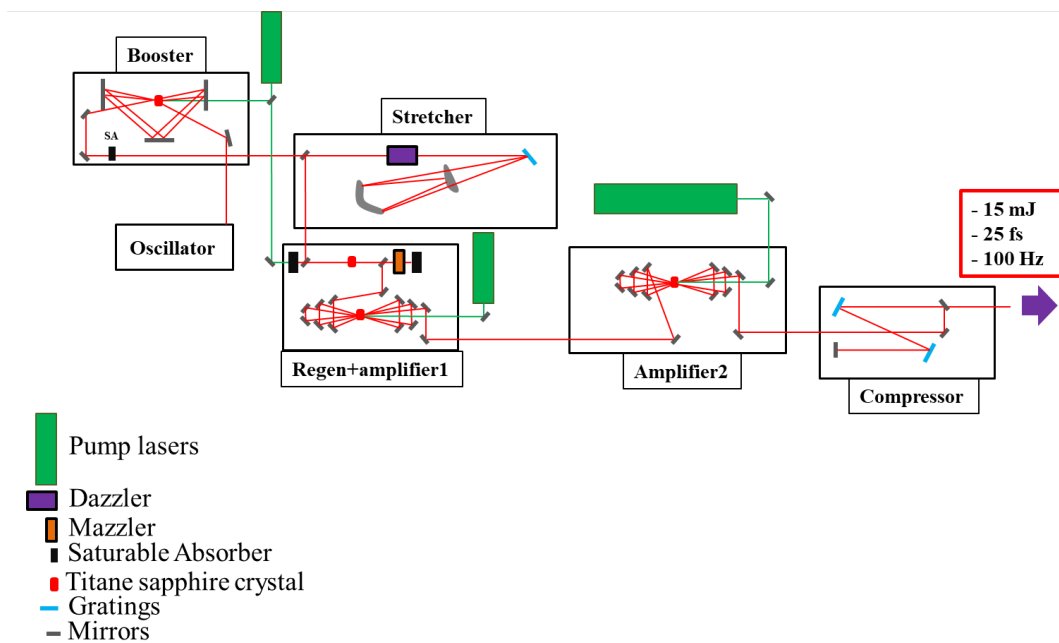 Booster
SA
Stretcher
Oscillator
Regen+amplifier1
Amplifier2
Compressor
- 15 mJ
- 25 fs
- 100 Hz
Pump lasers
Dazzler
Mazzler
Saturable Absorber
Titane sapphire crystal
Gratings
Mirrors